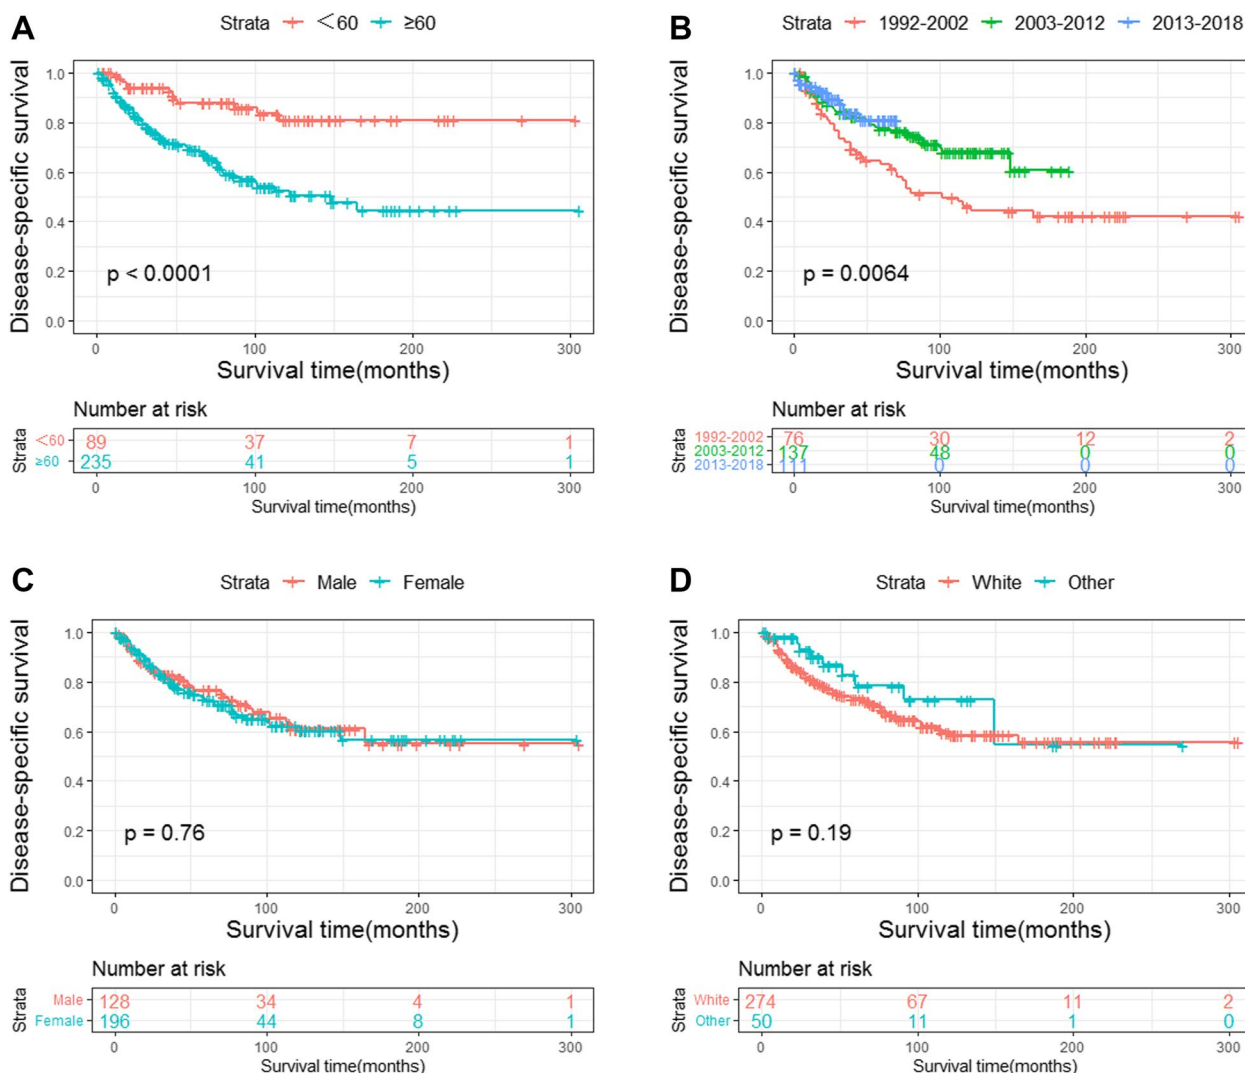 A
Strata <60 ≥60
Disease-specific survival
1.0
0.8
0.6
0.4
0.2
0.0
p < 0.0001
0 100 200 300
Survival time(months)
Number at risk
Strata
<60 89 37 7 1
≥60 235 41 5 1
0 100 200 300
Survival time(months)
B
Strata 1992-2002 2003-2012 2013-2018
Disease-specific survival
1.0
0.8
0.6
0.4
0.2
0.0
p = 0.0064
0 100 200 300
Survival time(months)
Number at risk
Strata
1992-2002 76 30 12 2
2003-2012 137 48 0 0
2013-2018 111 0 0 0
0 100 200 300
Survival time(months)
C
Strata Male Female
Disease-specific survival
1.0
0.8
0.6
0.4
0.2
0.0
p = 0.76
0 100 200 300
Survival time(months)
Number at risk
Strata
Male 128 34 4 1
Female 196 44 8 1
0 100 200 300
Survival time(months)
D
Strata White Other
Disease-specific survival
1.0
0.8
0.6
0.4
0.2
0.0
p = 0.19
0 100 200 300
Survival time(months)
Number at risk
Strata
White 274 67 11 2
Other 50 11 1 0
0 100 200 300
Survival time(months)